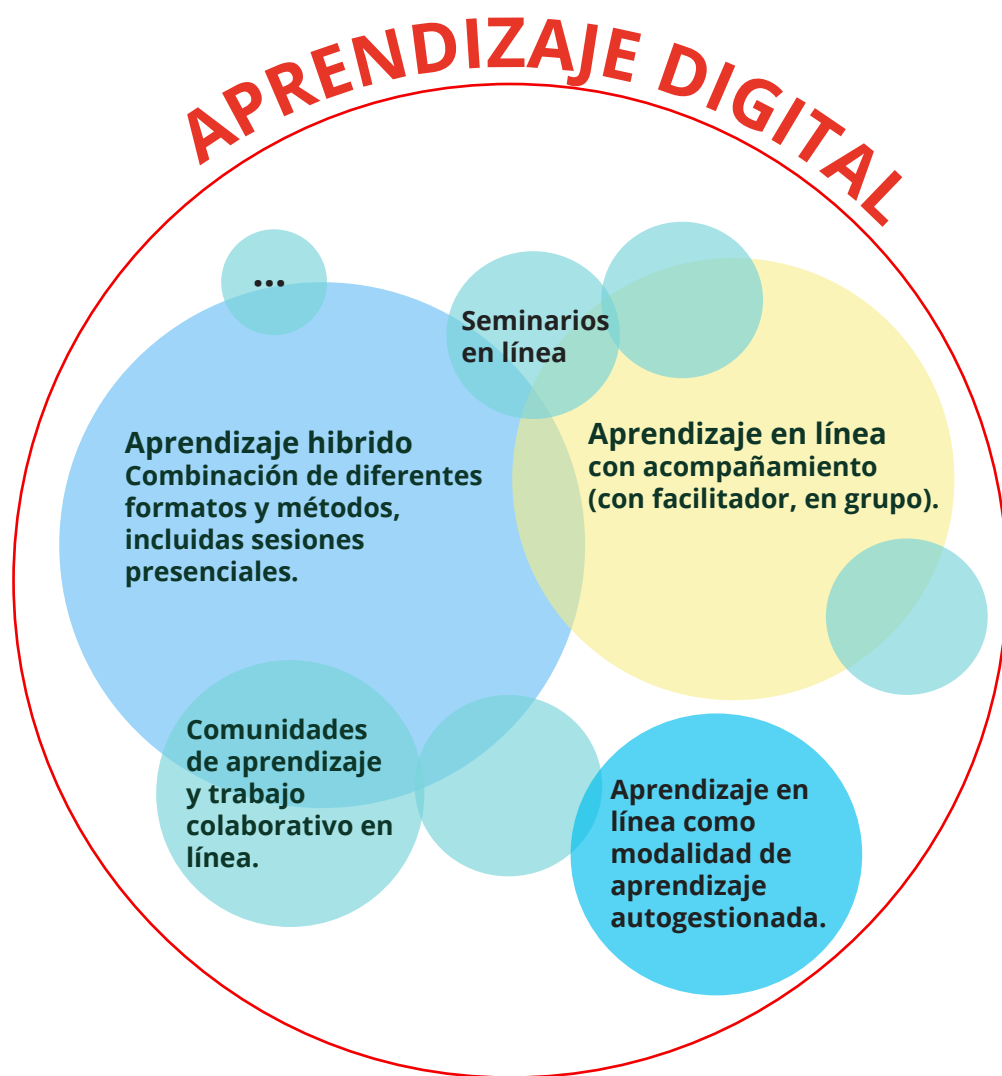 APRENDIZAJE DIGITAL
...
Seminarios
en línea
Aprendizaje hibrido
Combinación de diferentes
formatos y métodos,
incluidas sesiones
presenciales.
Aprendizaje en línea
con acompañamiento
(con facilitador, en grupo).
Comunidades
de aprendizaje
y trabajo
colaborativo en
línea.
Aprendizaje en
línea como
modalidad de
aprendizaje
autogestionada.